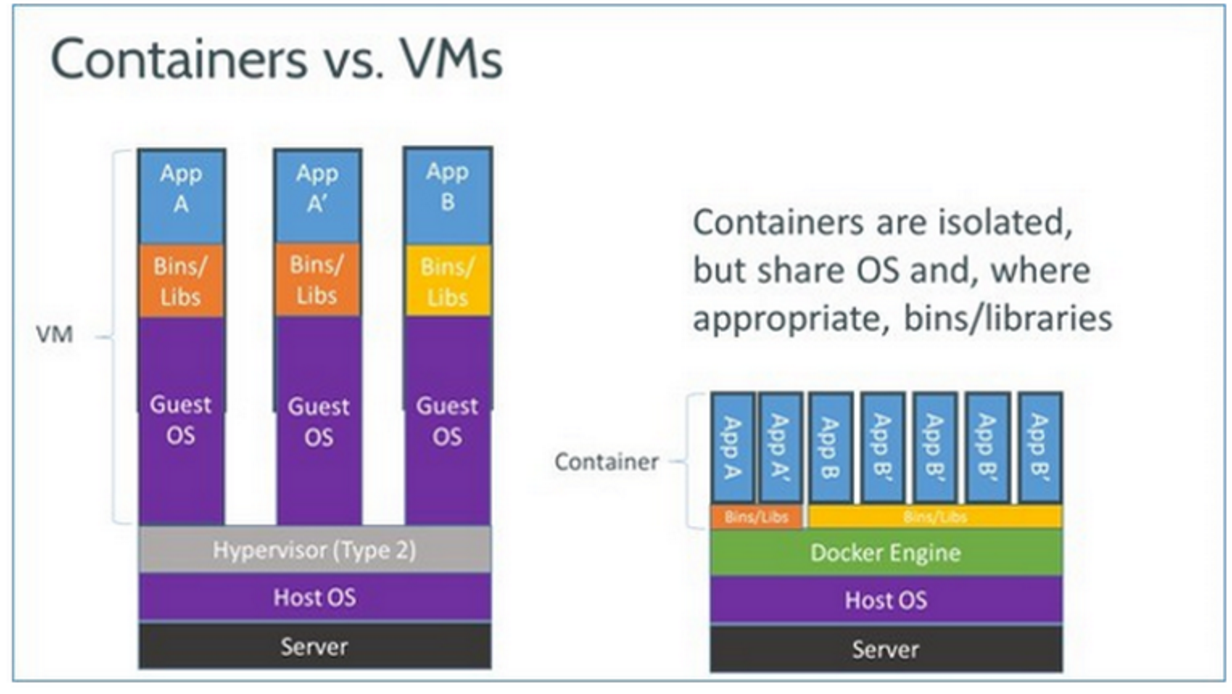 Containers vs. VMs
VM
App
A
Bins/
Libs
Guest
OS
App
A'
Bins/
Libs
Guest
OS
App
B
Bins/
Libs
Guest
OS
Hypervisor (Type 2)
Host OS
Server
Containers are isolated,
but share OS and, where
appropriate, bins/libraries
Container
App A
App A'
App B
App B'
App B'
App B'
App B'
Bins/Libs
Bins/Libs
Docker Engine
Host OS
Server